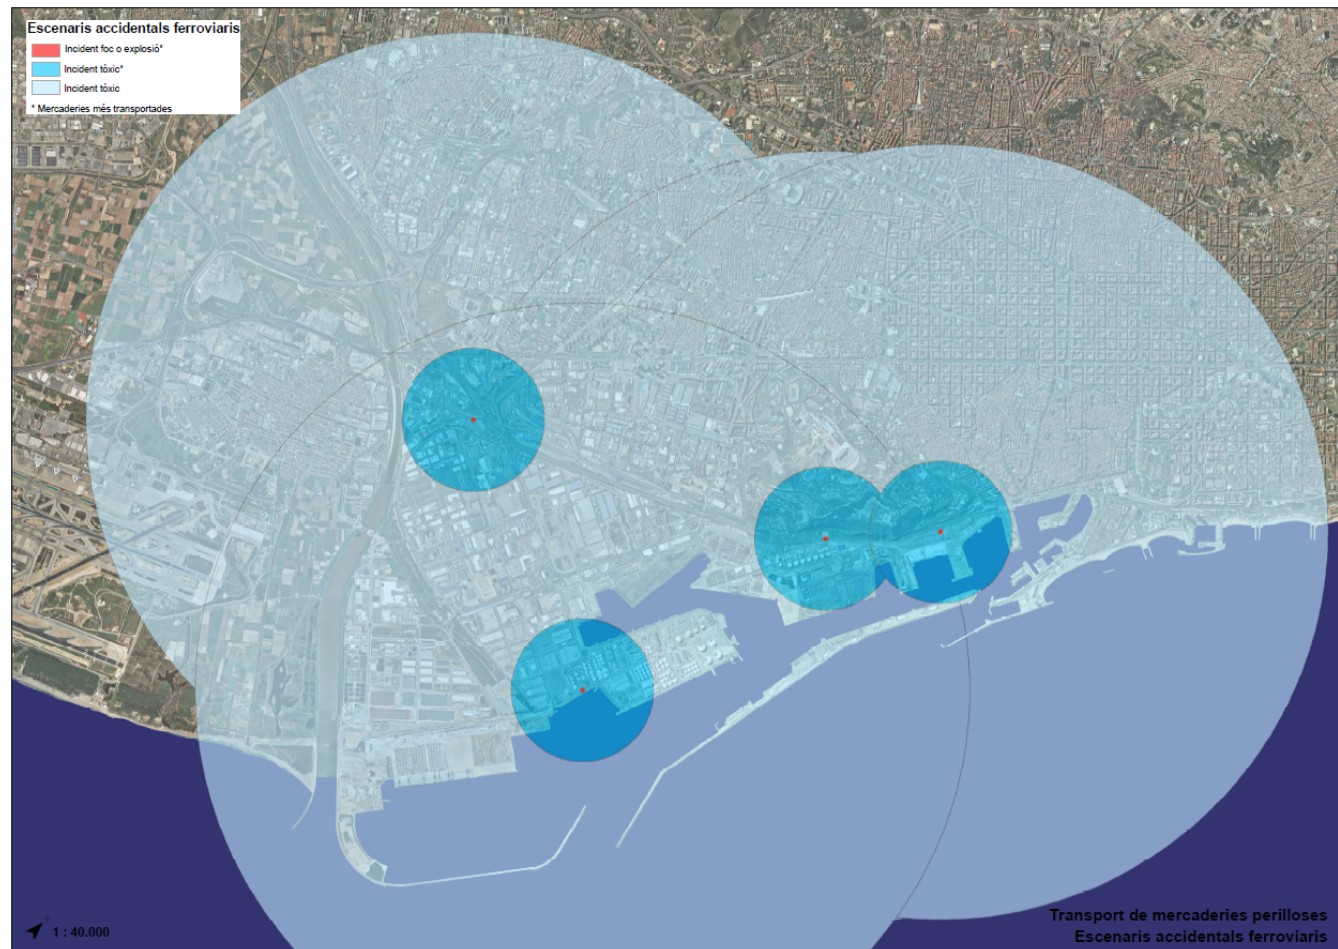 Escenaris accidentals ferroviaris
Incident foc o explosió*
Incident tòxic*
Incident tòxic
* Mercaderies més transportades
1 : 40.000
Transport de mercaderies perilloses
Escenaris accidentals ferroviaris